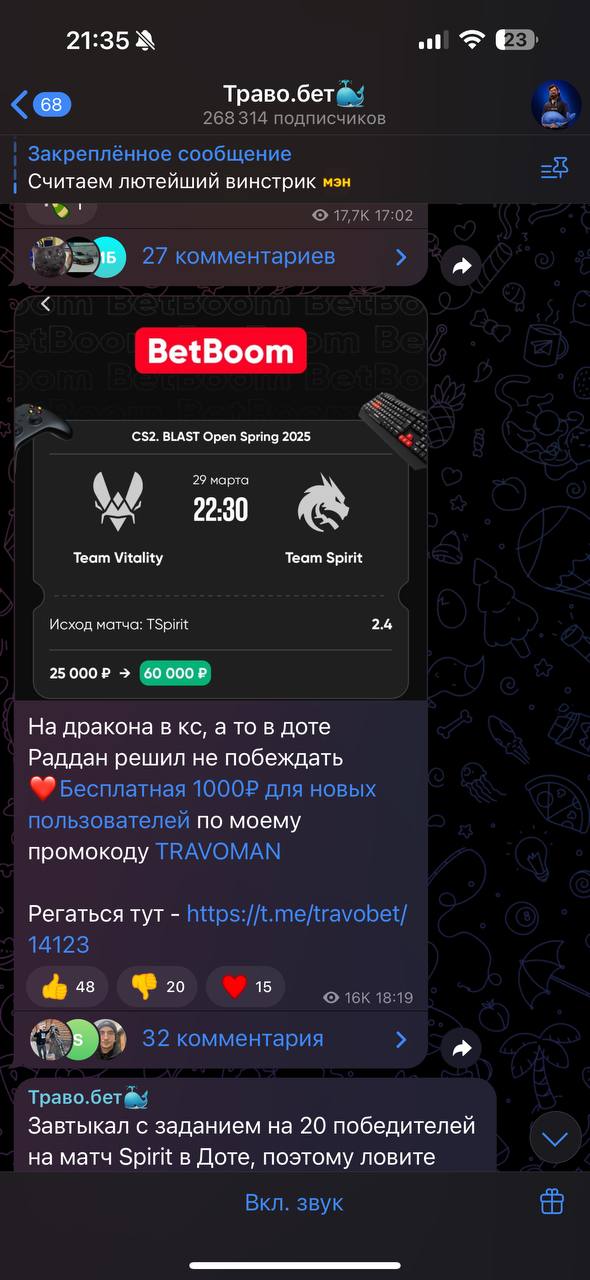 21:35
23
68
Траво.бет🐳
268 314 подписчиков
Закреплённое сообщение
Считаем лютейший винстрик мэн
1
17,7K 17:02
27 комментариев
BetBoom
CS2. BLAST Open Spring 2025
29 марта
22:30
Team Vitality
Team Spirit
Исход матча: TSpirit
2.4
25 000 ₽ → 60 000 ₽
На дракона в кс, а то в доте
Раддан решил не побеждать
❤️Бесплатная 1000₽ для новых
пользователей по моему
промокоду TRAVOMAN
Регаться тут - https://t.me/travobet/
14123
👍 48 👎 20 ❤️ 15
16K 18:19
32 комментария
Траво.бет🐳
Завтыкал с заданием на 20 победителей
на матч Spirit в Доте, поэтому ловите
Вкл. звук